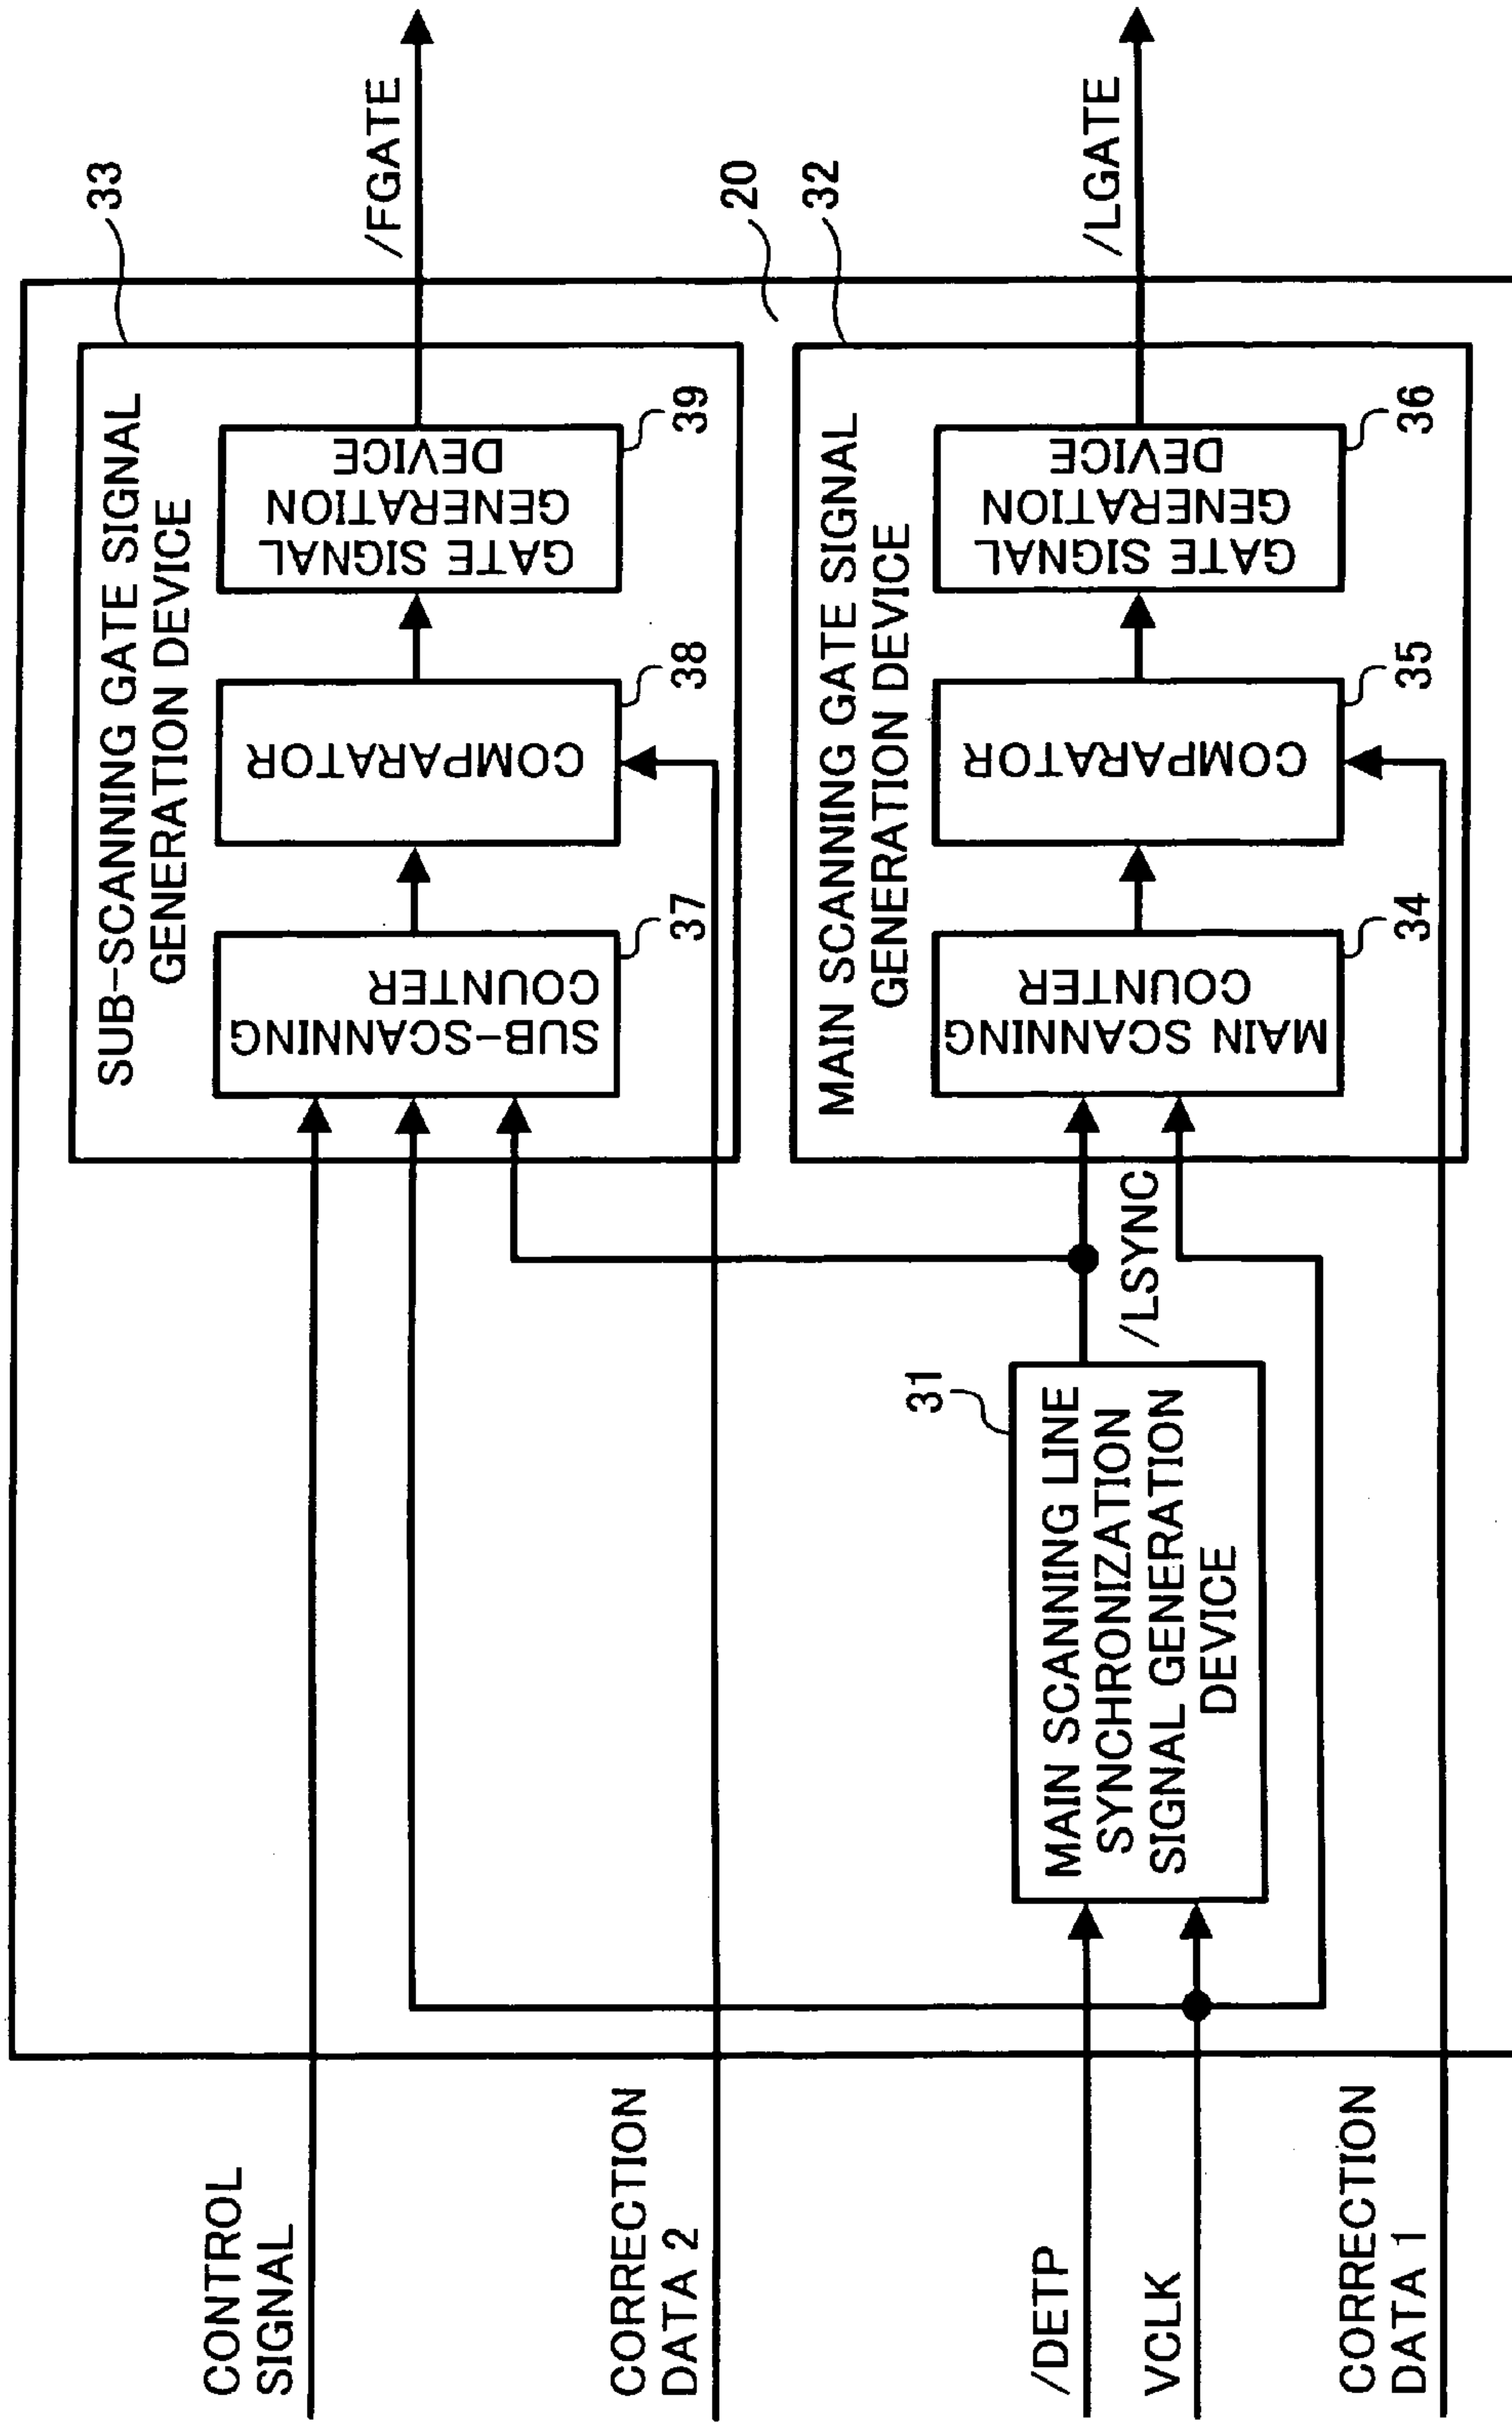 CONTROL
SIGNAL
CORRECTION
DATA 2
/DETP
VCLK
CORRECTION
DATA 1
MAIN SCANNING LINE
SYNCHRONIZATION
SIGNAL GENERATION
DEVICE
31
/LSYNC
SUB-SCANNING GATE SIGNAL
GENERATION DEVICE
33
SUB-SCANNING
COUNTER
37
COMPARATOR
38
GATE SIGNAL
GENERATION
DEVICE
39
/FGATE
20
MAIN SCANNING GATE SIGNAL
GENERATION DEVICE
32
MAIN SCANNING
COUNTER
34
COMPARATOR
35
GATE SIGNAL
GENERATION
DEVICE
36
/LGATE